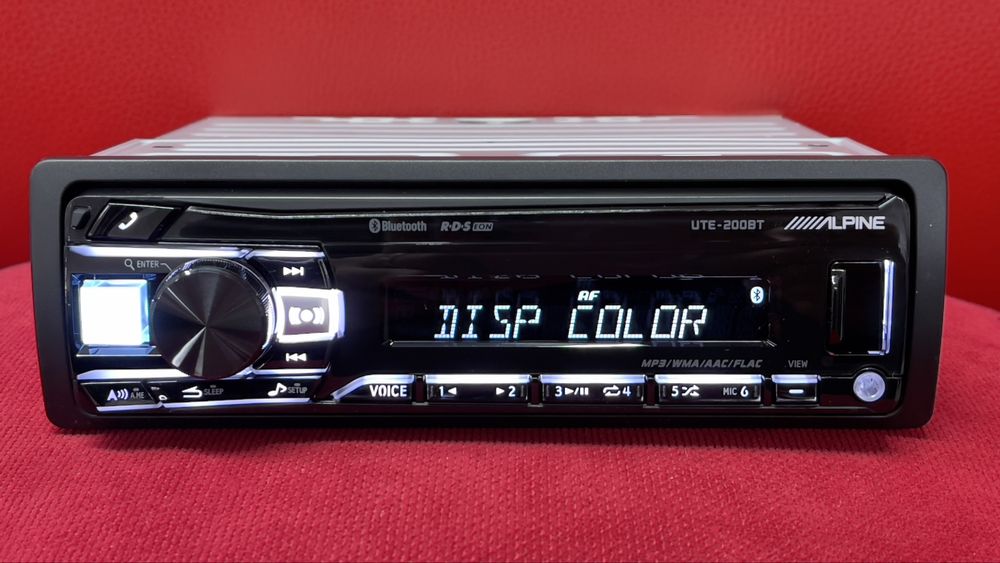 Bluetooth R·D·S EON UTE-200BT ALPINE
ENTER
AF
DISP COLOR
MP3/WMA/AAC/FLAC VIEW
A.ME SLEEP SETUP VOICE 1 2 3 4 5 MIC 6